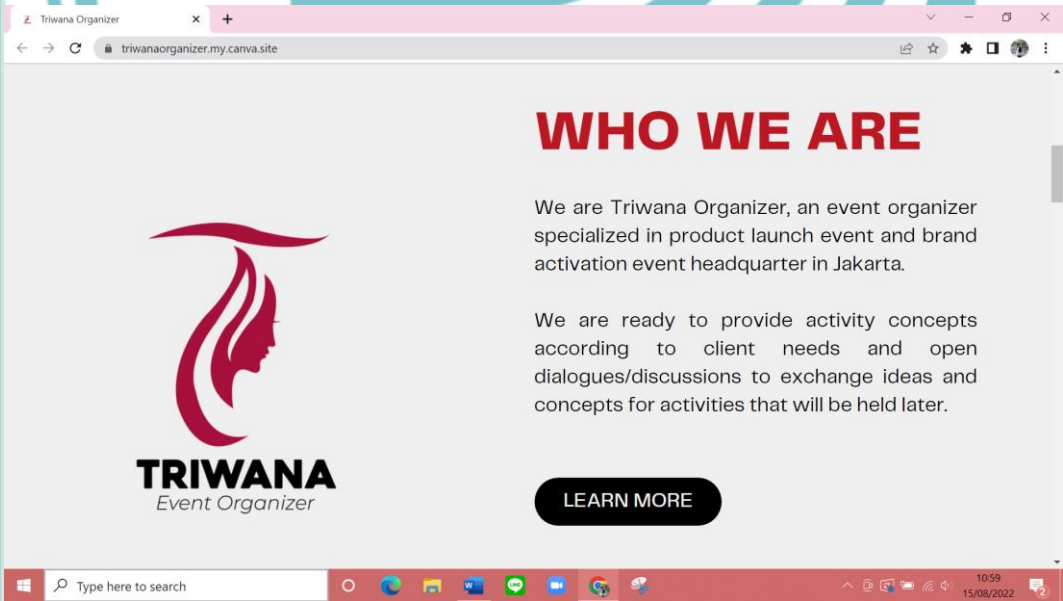 Triwana Organizer
triwanaorganizer.my.canva.site
WHO WE ARE
We are Triwana Organizer, an event organizer
specialized in product launch event and brand
activation event headquarter in Jakarta.
We are ready to provide activity concepts
according to client needs and open
dialogues/discussions to exchange ideas and
concepts for activities that will be held later.
LEARN MORE
TRIWANA
Event Organizer
Type here to search
10:59
15/08/2022